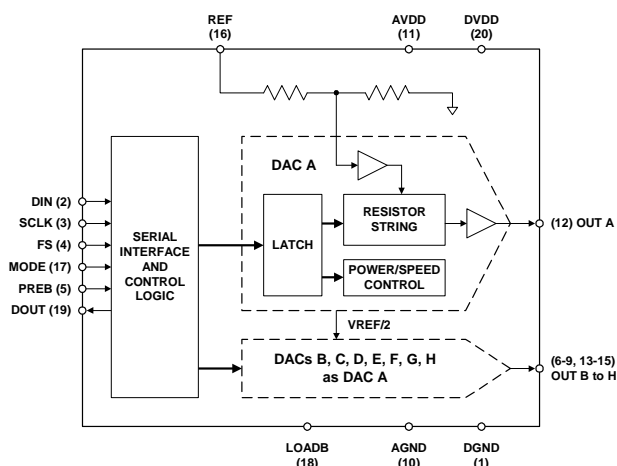 REF
(16)
AVDD
(11)
DVDD
(20)
DAC A
DIN (2)
SCLK (3)
FS (4)
MODE (17)
PREB (5)
DOUT (19)
SERIAL
INTERFACE
AND
CONTROL
LOGIC
LATCH
RESISTOR
STRING
POWER/SPEED
CONTROL
(12) OUT A
VREF/2
DACs B, C, D, E, F, G, H
as DAC A
(6-9, 13-15)
OUT B to H
LOADB
(18)
AGND
(10)
DGND
(1)